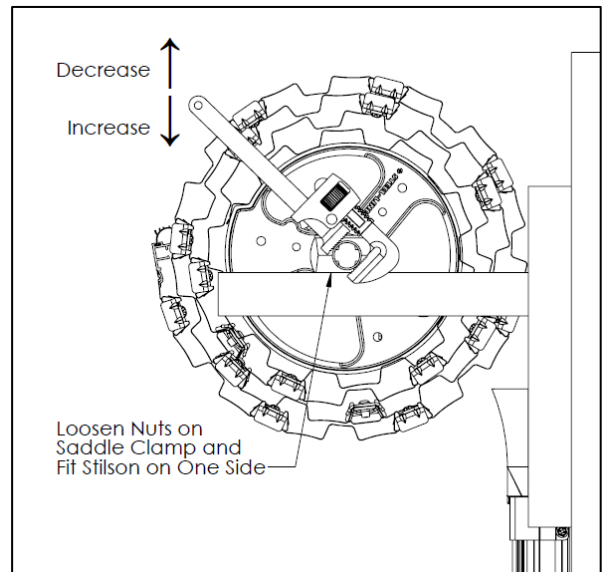 Decrease
Increase
Loosen Nuts on
Saddle Clamp and
Fit Stilson on One Side